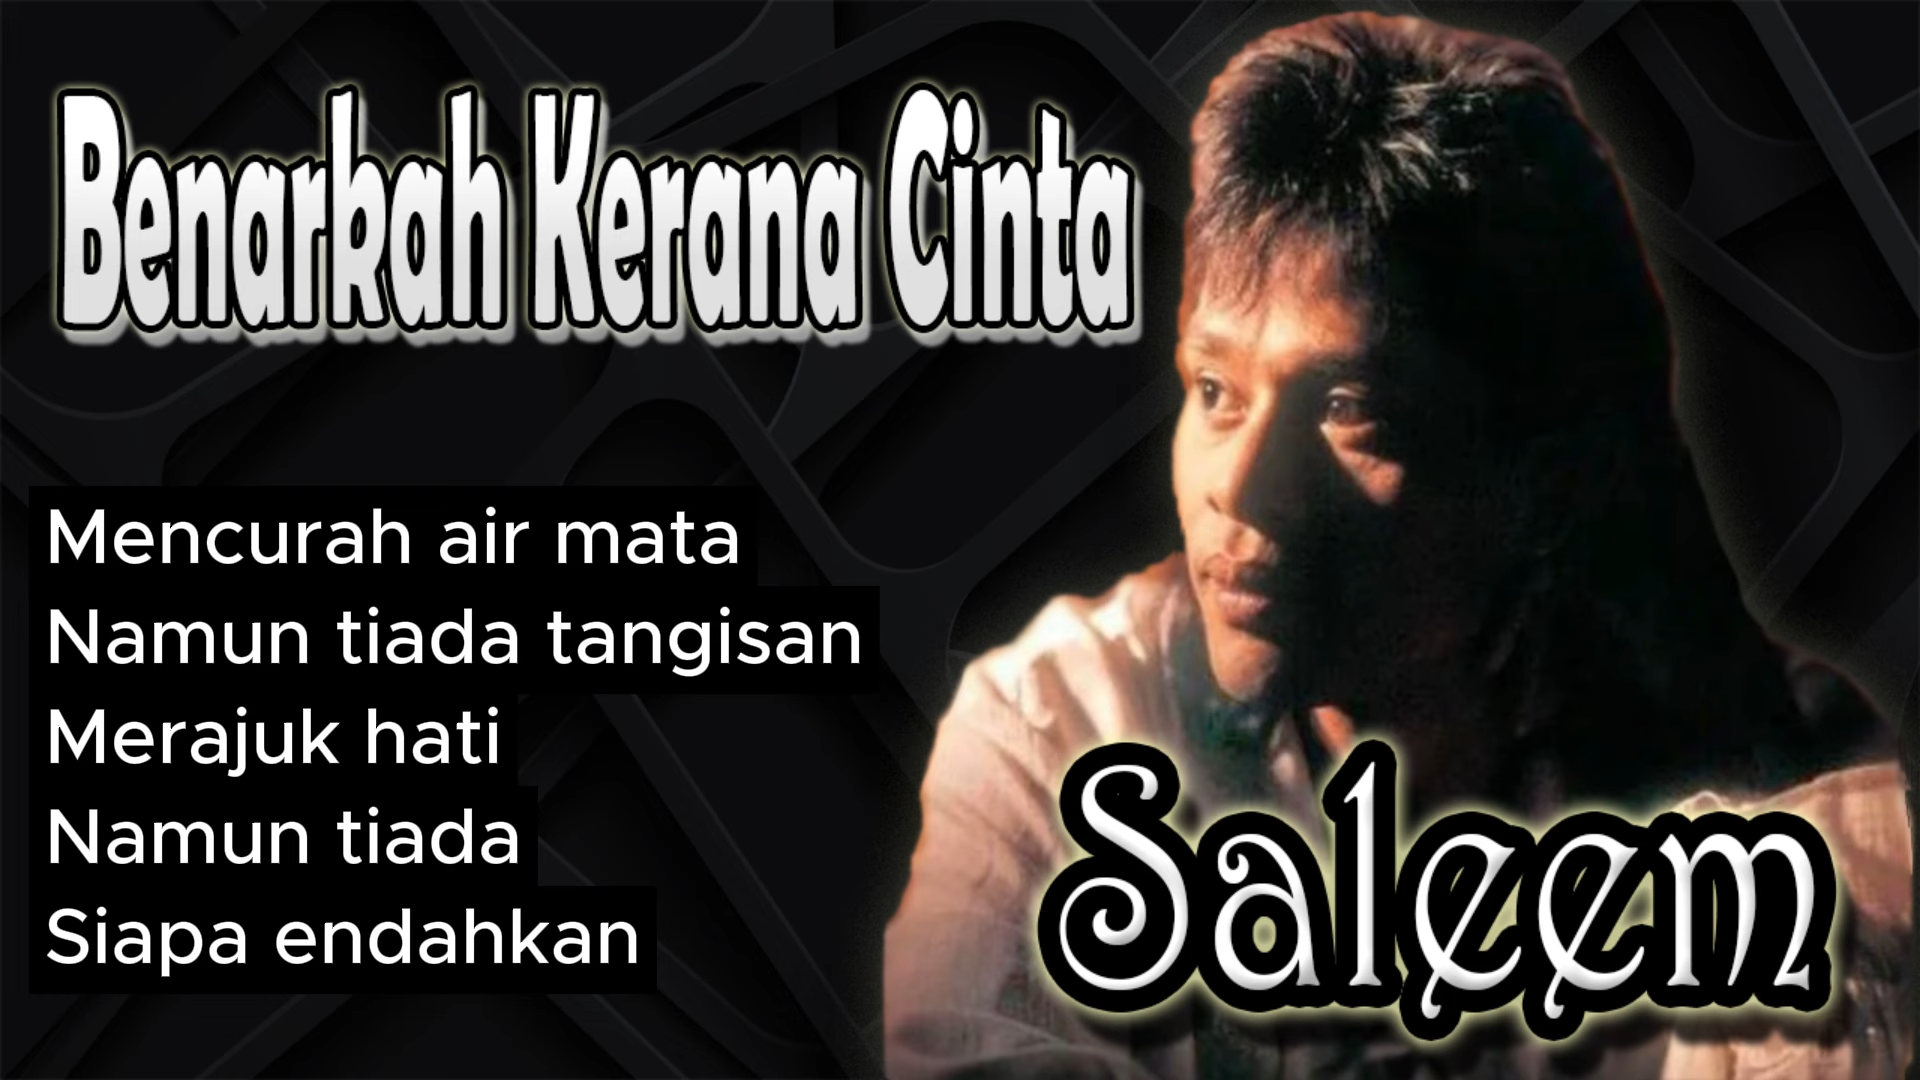 Benarkah Kerana Cinta
Mencurah air mata
Namun tiada tangisan
Merajuk hati
Namun tiada
Siapa endahkan
Saleem